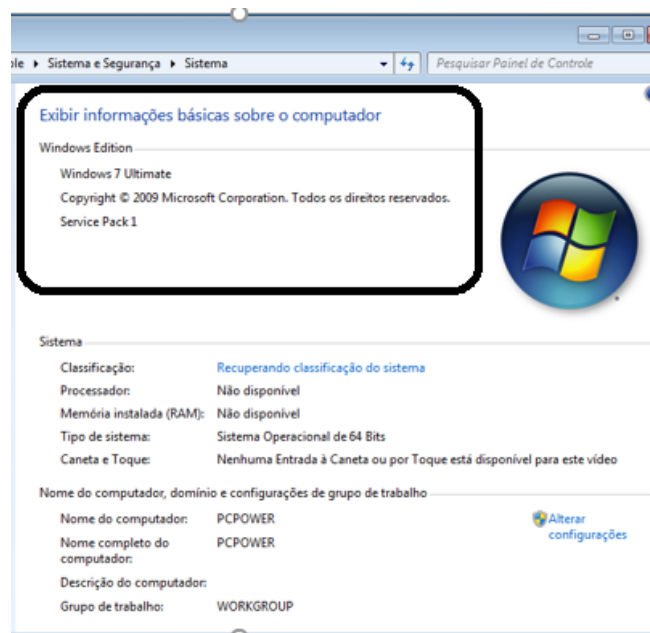 Sistema e Segurança ▸ Sistema
Pesquisar Painel de Controle
Exibir informações básicas sobre o computador
Windows Edition
Windows 7 Ultimate
Copyright © 2009 Microsoft Corporation. Todos os direitos reservados.
Service Pack 1
Sistema
Classificação: Recuperando classificação do sistema
Processador: Não disponível
Memória instalada (RAM): Não disponível
Tipo de sistema: Sistema Operacional de 64 Bits
Caneta e Toque: Nenhuma Entrada à Caneta ou por Toque está disponível para este vídeo
Nome do computador, domínio e configurações de grupo de trabalho
Nome do computador: PCPOWER
Alterar
configurações
Nome completo do
computador: PCPOWER
Descrição do computador:
Grupo de trabalho: WORKGROUP